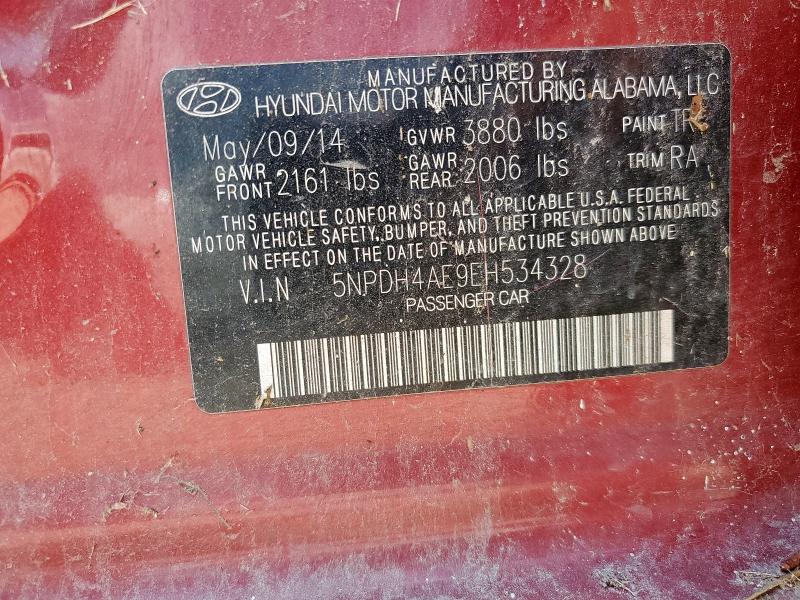 MANUFACTURED BY
HYUNDAI MOTOR MANUFACTURING ALABAMA, LLC
May/09/14 GVWR 3880 lbs PAINT
GAWR FRONT 2161 lbs GAWR REAR 2006 lbs TRIM RA
THIS VEHICLE CONFORMS TO ALL APPLICABLE U.S.A. FEDERAL
MOTOR VEHICLE SAFETY, BUMPER, AND THEFT PREVENTION STANDARDS
IN EFFECT ON THE DATE OF MANUFACTURE SHOWN ABOVE
V.I.N 5NPDH4AE9EH534328
PASSENGER CAR